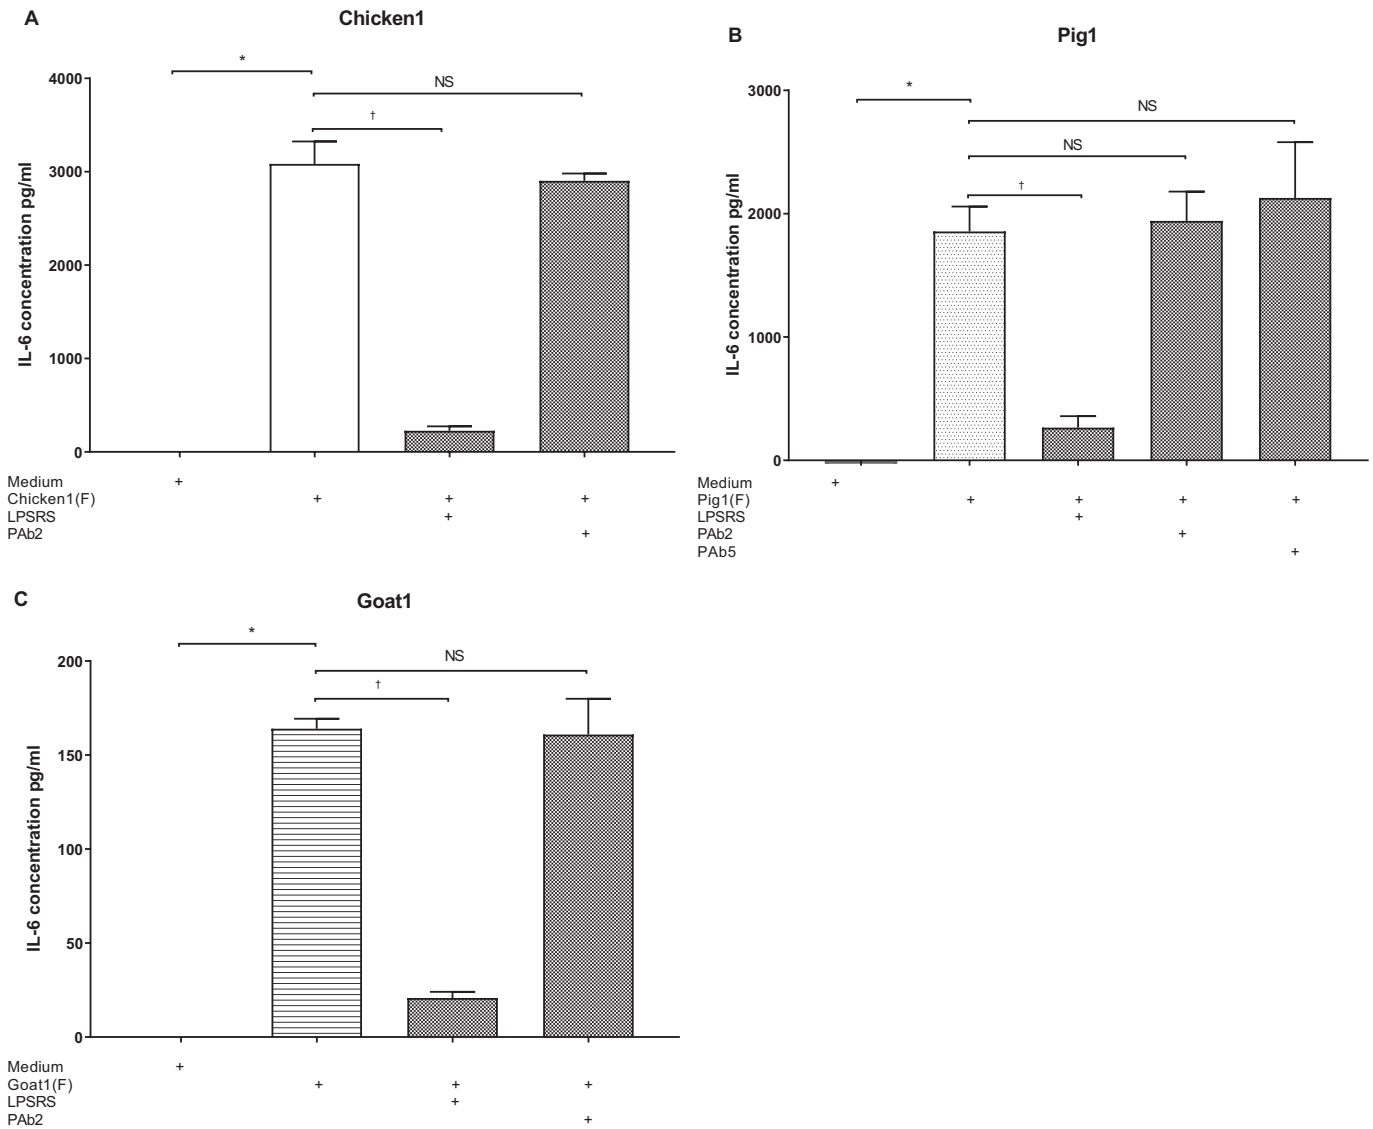 A
Chicken1
*
NS
†
4000
3000
2000
1000
0
IL-6 concentration pg/ml
Medium +
Chicken1(F) + + +
LPSRS +
PAb2 +
B
Pig1
*
NS
NS
†
3000
2000
1000
0
IL-6 concentration pg/ml
Medium +
Pig1(F) + + + +
LPSRS +
PAb2 +
PAb5 +
C
Goat1
*
NS
†
200
150
100
50
0
IL-6 concentration pg/ml
Medium +
Goat1(F) + + +
LPSRS +
PAb2 +